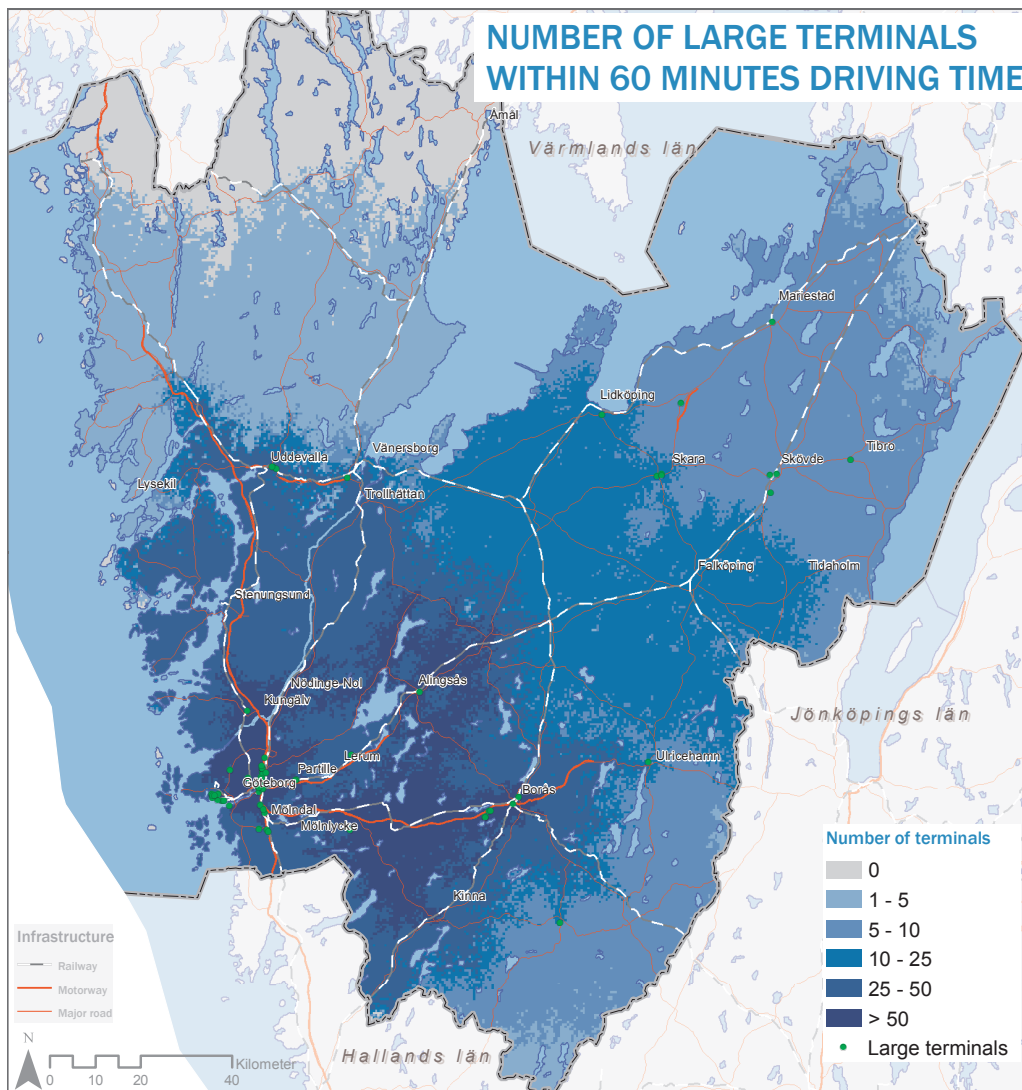 NUMBER OF LARGE TERMINALS
WITHIN 60 MINUTES DRIVING TIME
Åmål
Värmlands län
Mariestad
Lidköping
Tibro
Skara
Skövde
Vänersborg
Uddevalla
Lysekil
Trollhättan
Falköping
Tidaholm
Stenungsund
Nödinge-Nol
Alingsås
Kungälv
Jönköpings län
Lerum
Ulricehamn
Partille
Göteborg
Borås
Mölndal
Mölnlycke
Kinna
Hallands län
Infrastructure
Railway
Motorway
Major road
N
Kilometer
0 10 20 40
Number of terminals
0
1 - 5
5 - 10
10 - 25
25 - 50
> 50
Large terminals